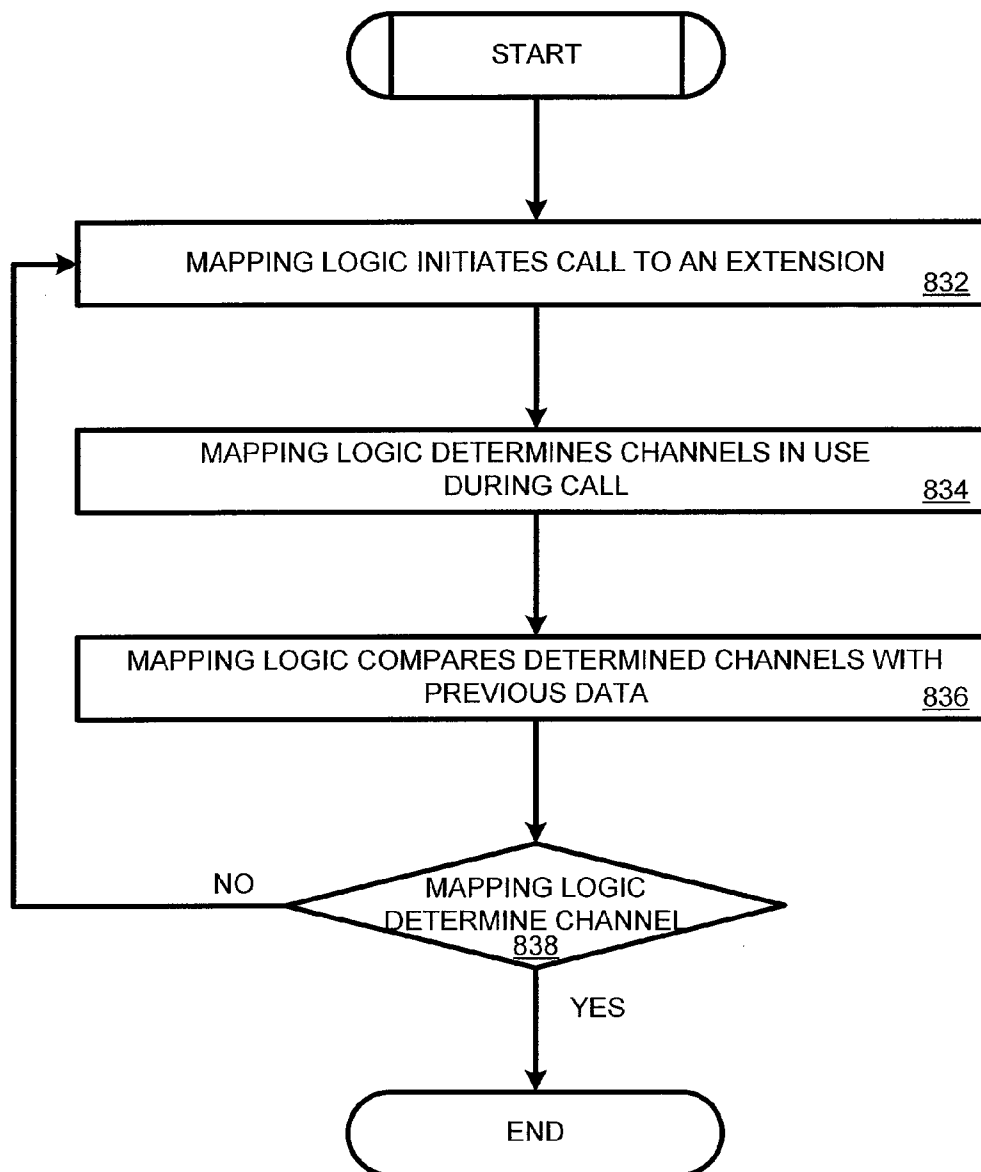 START
MAPPING LOGIC INITIATES CALL TO AN EXTENSION
832
MAPPING LOGIC DETERMINES CHANNELS IN USE
DURING CALL
834
MAPPING LOGIC COMPARES DETERMINED CHANNELS WITH
PREVIOUS DATA
836
NO
MAPPING LOGIC
DETERMINE CHANNEL
838
YES
END